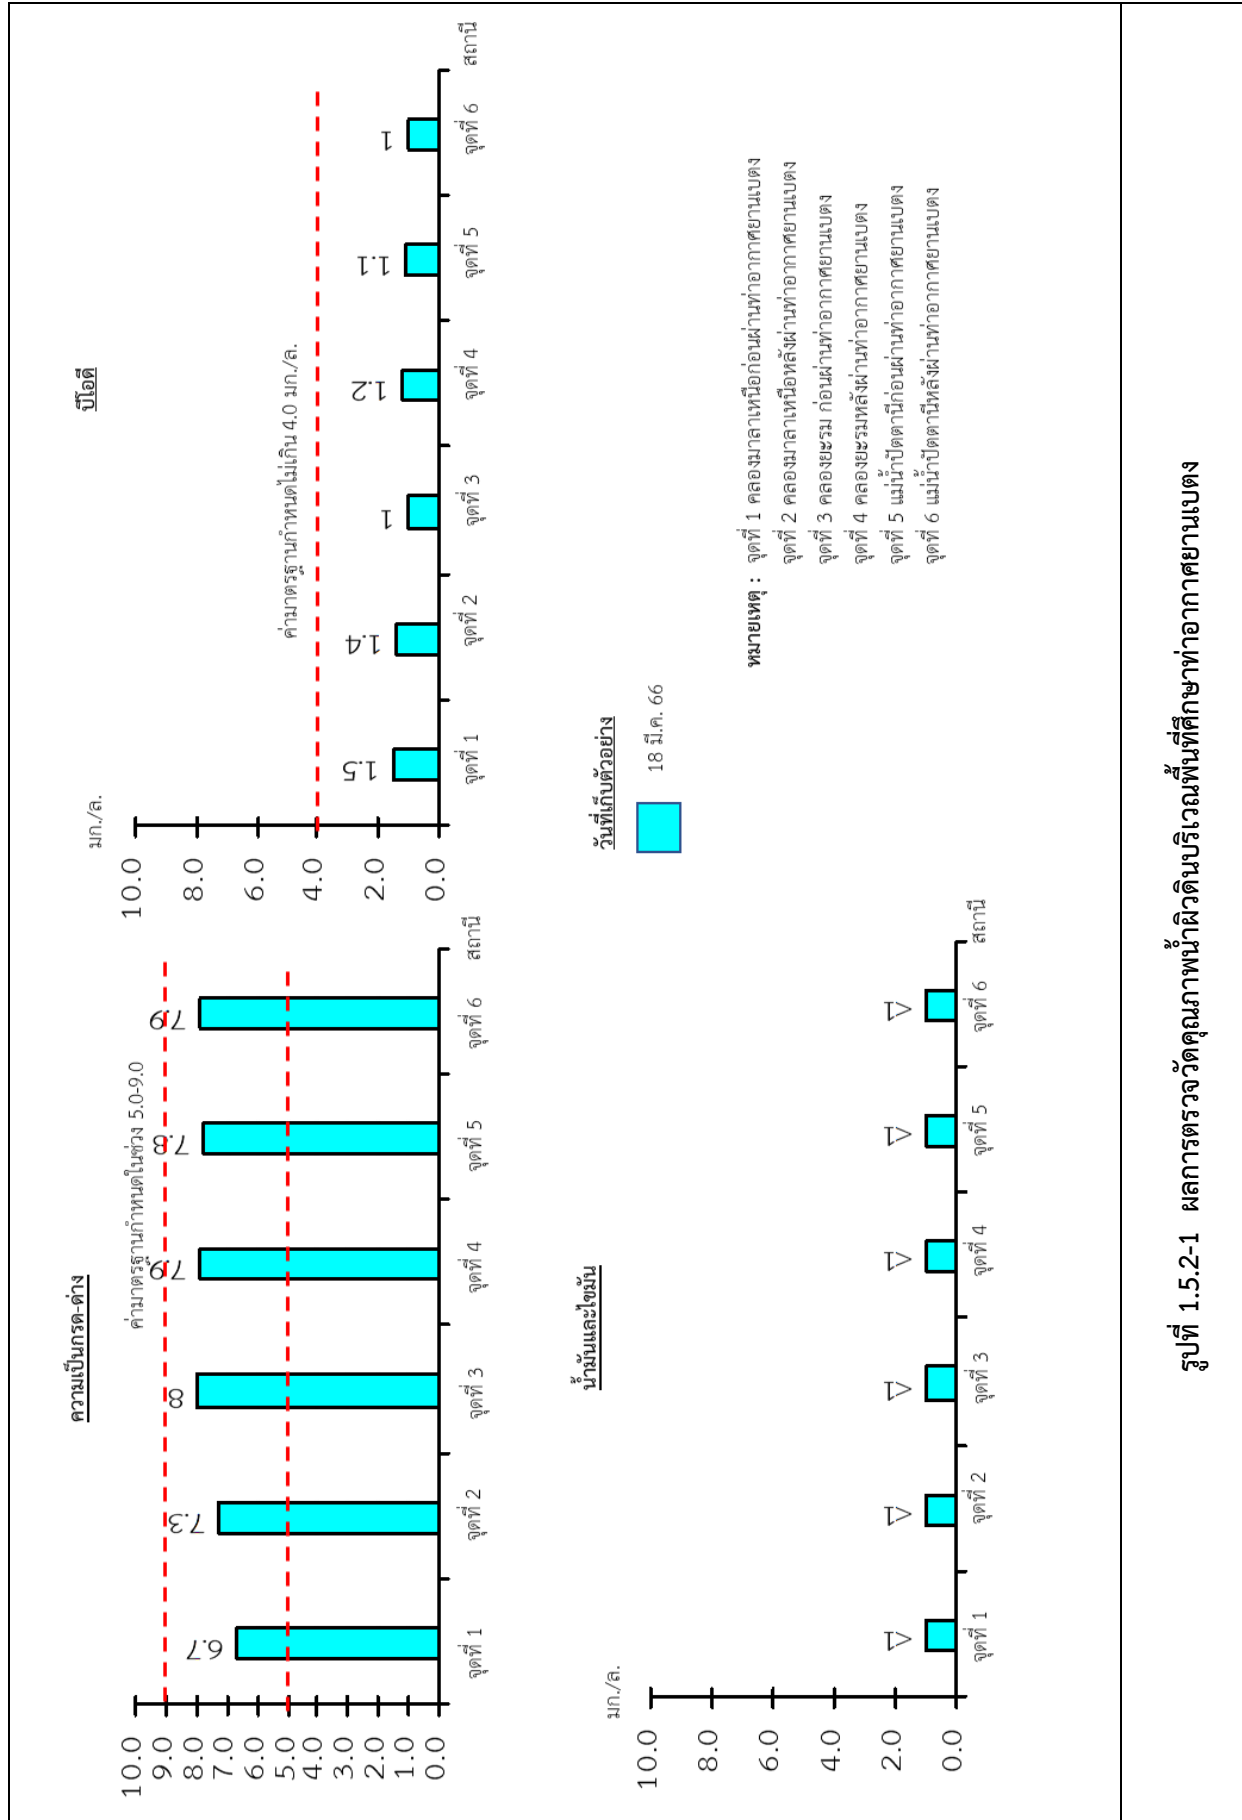 ความเป็นกรด-ด่าง
ค่ามาตรฐานกำหนดในช่วง 5.0-9.0
10.0
9.0
8.0
7.0
6.0
5.0
4.0
3.0
2.0
1.0
0.0
6.7
7.3
8
7.9
7.8
7.9
จุดที่ 1
จุดที่ 2
จุดที่ 3
จุดที่ 4
จุดที่ 5
จุดที่ 6
สถานี
บีโอดี
มก./ล.
ค่ามาตรฐานกำหนดไม่เกิน 4.0 มก./ล.
10.0
8.0
6.0
4.0
2.0
0.0
1.5
1.4
1
1.2
1.1
1
จุดที่ 1
จุดที่ 2
จุดที่ 3
จุดที่ 4
จุดที่ 5
จุดที่ 6
สถานี
น้ำมันและไขมัน
มก./ล.
10.0
8.0
6.0
4.0
2.0
0.0
<1
<1
<1
<1
<1
<1
จุดที่ 1
จุดที่ 2
จุดที่ 3
จุดที่ 4
จุดที่ 5
จุดที่ 6
สถานี
วันที่เก็บตัวอย่าง
18 มี.ค. 66
หมายเหตุ : จุดที่ 1 คลองมาลาเหนือก่อนผ่านท่าอากาศยานเบตง
จุดที่ 2 คลองมาลาเหนือหลังผ่านท่าอากาศยานเบตง
จุดที่ 3 คลองยะรม ก่อนผ่านท่าอากาศยานเบตง
จุดที่ 4 คลองยะรมหลังผ่านท่าอากาศยานเบตง
จุดที่ 5 แม่น้ำปัตตานีก่อนผ่านท่าอากาศยานเบตง
จุดที่ 6 แม่น้ำปัตตานีหลังผ่านท่าอากาศยานเบตง
รูปที่ 1.5.2-1 ผลการตรวจวัดคุณภาพน้ำผิวดินบริเวณพื้นที่ศึกษาท่าอากาศยานเบตง